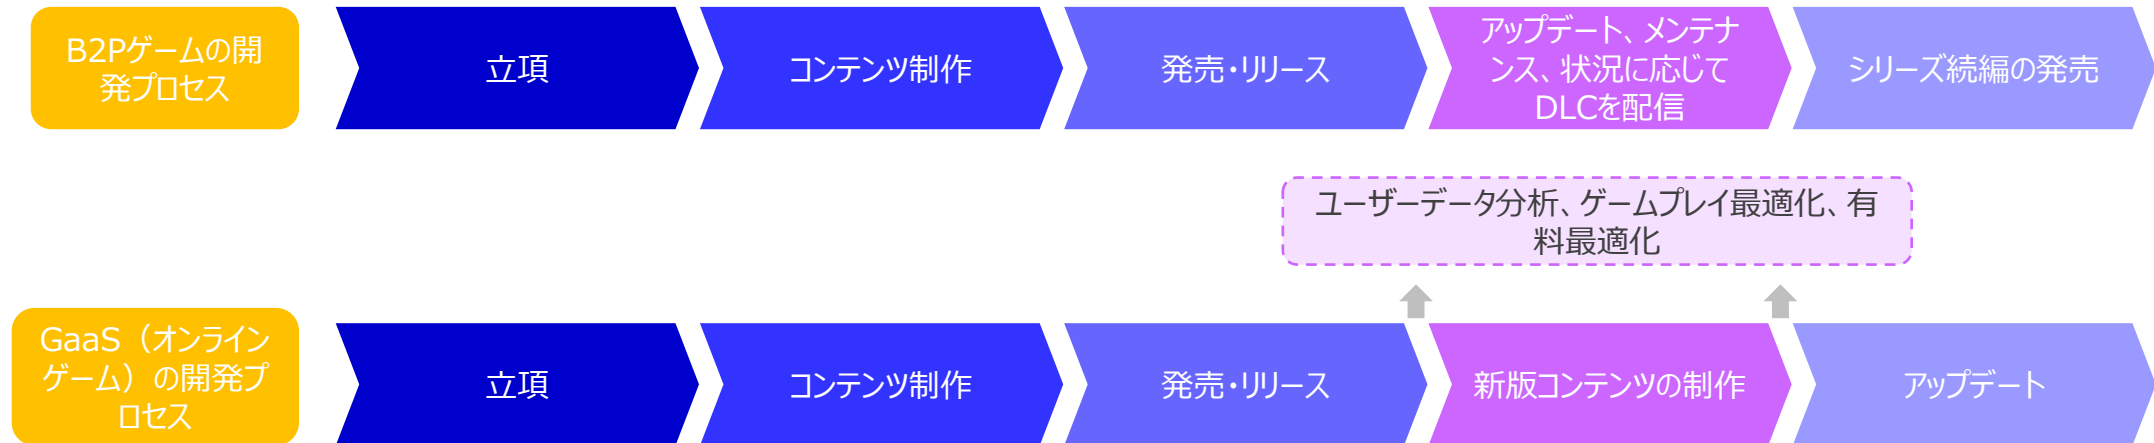 B2Pゲームの開
発プロセス
立項
コンテンツ制作
発売・リリース
アップデート、メンテナ
ンス、状況に応じて
DLCを配信
シリーズ続編の発売
ユーザーデータ分析、ゲームプレイ最適化、有
料最適化
GaaS（オンライン
ゲーム）の開発プ
ロセス
立項
コンテンツ制作
発売・リリース
新版コンテンツの制作
アップデート